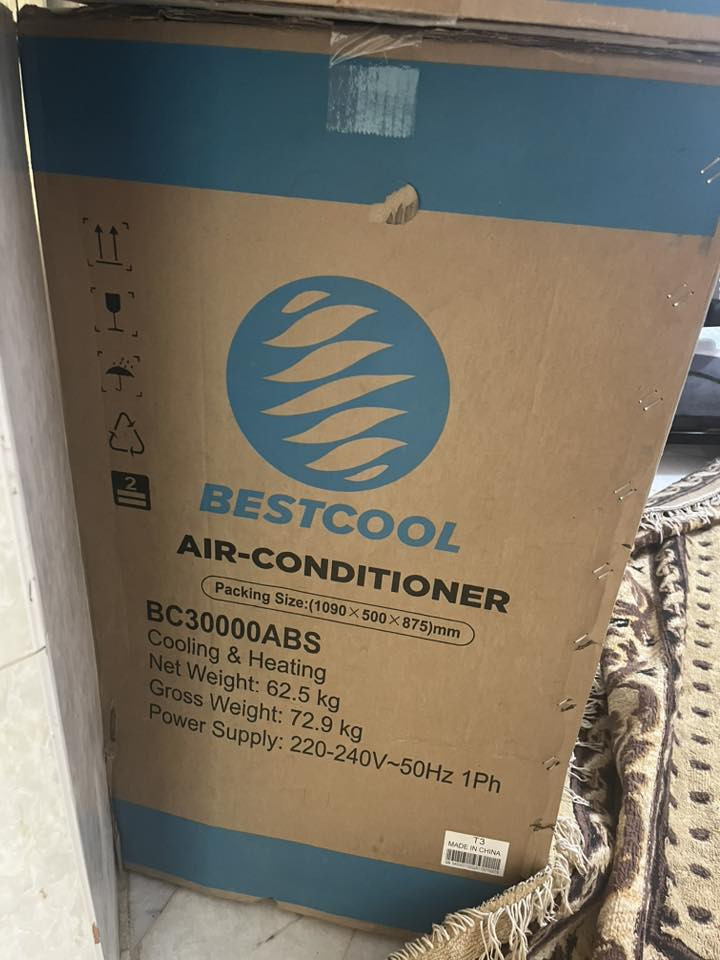 2
BESTCOOL
AIR-CONDITIONER
Packing Size:(1090×500×875)mm
BC30000ABS
Cooling & Heating
Net Weight: 62.5 kg
Gross Weight: 72.9 kg
Power Supply: 220-240V~50Hz 1Ph
T3
MADE IN CHINA